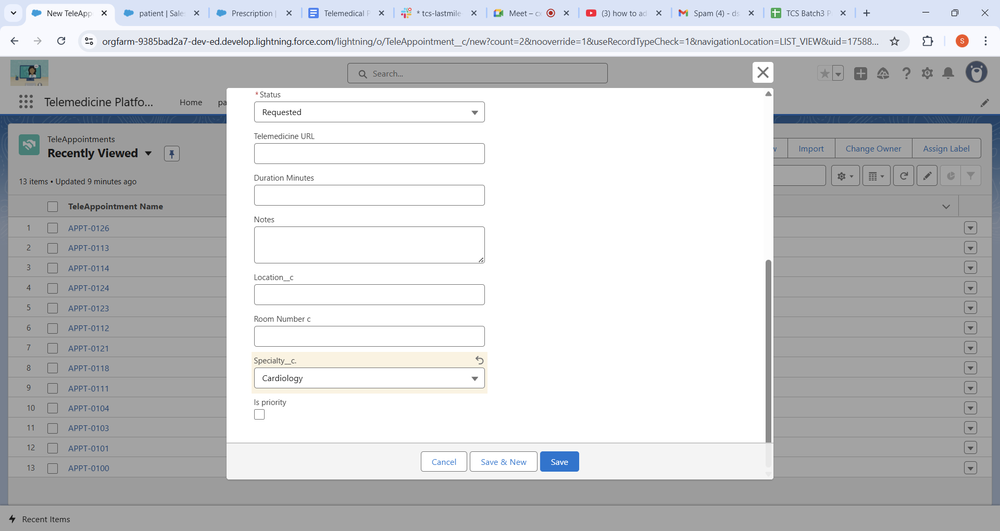 New TeleApp
patient | Sale
Prescription |
Telemedical P
* tcs-lastmile
Meet – cx
(3) how to ad
Spam (4) - ds
TCS Batch3 P
orgfarm-9385bad2a7-dev-ed.develop.lightning.force.com/lightning/o/TeleAppointment__c/new?count=2&nooverride=1&useRecordTypeCheck=1&navigationLocation=LIST_VIEW&uid=17588...
S
Search...
Telemedicine Platfo...
Home
pa
TeleAppointments
Recently Viewed
13 items • Updated 9 minutes ago
w
Import
Change Owner
Assign Label
TeleAppointment Name
1 APPT-0126
2 APPT-0113
3 APPT-0114
4 APPT-0124
5 APPT-0123
6 APPT-0112
7 APPT-0121
8 APPT-0118
9 APPT-0111
10 APPT-0104
11 APPT-0103
12 APPT-0101
13 APPT-0100
*Status
Requested
Telemedicine URL
Duration Minutes
Notes
Location__c
Room Number c
Specialty__c.
Cardiology
Is priority
Cancel
Save & New
Save
Recent Items